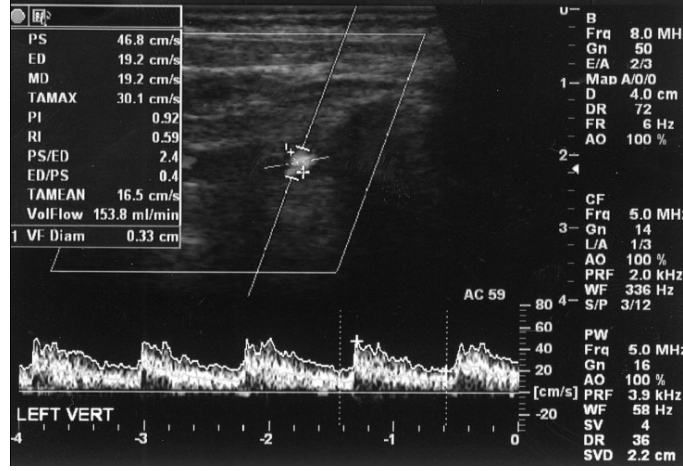 PS 46.8 cm/s
ED 19.2 cm/s
MD 19.2 cm/s
TAMAX 30.1 cm/s
PI 0.92
RI 0.59
PS/ED 2.4
ED/PS 0.4
TAMEAN 16.5 cm/s
VolFlow 153.8 ml/min
1 VF Diam 0.33 cm
0
1
2
3
4
B
Frq 8.0 MH
Gn 50
E/A 2/3
Map A/0/0
D 4.0 cm
DR 72
FR 6 Hz
AO 100 %
CF
Frq 5.0 MHz
Gn 14
L/A 1/3
AO 100 %
PRF 2.0 kHz
WF 336 Hz
S/P 3/12
PW
Frq 5.0 MHz
Gn 16
AO 100 %
PRF 3.9 kHz
WF 58 Hz
SV 4
DR 36
SVD 2.2 cm
AC 59
80
60
40
20
[cm/s]
-20
LEFT VERT
-4 -3 -2 -1 0